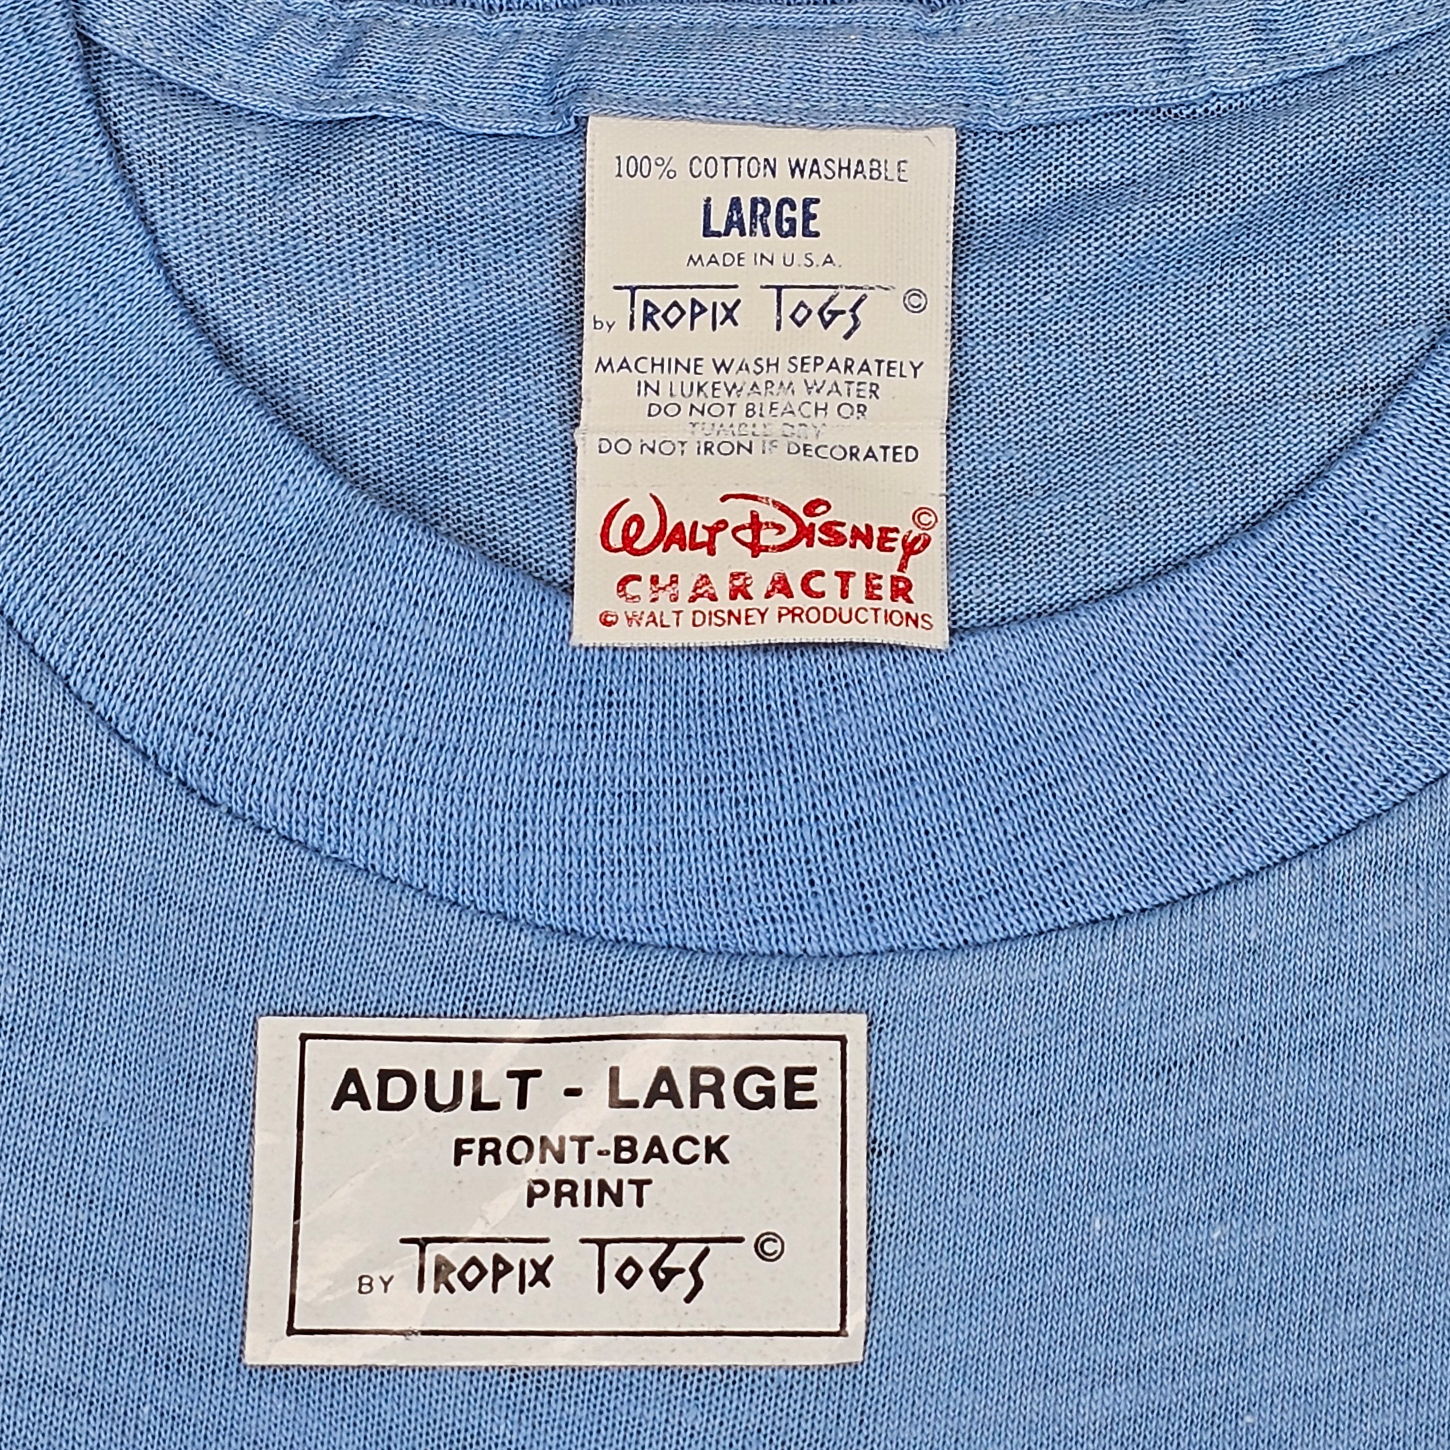 100% COTTON WASHABLE
LARGE
MADE IN U.S.A.
by TROPIX TOGS ©
MACHINE WASH SEPARATELY
IN LUKEWARM WATER
DO NOT BLEACH OR
TUMBLE DRY
DO NOT IRON IF DECORATED
WALT DISNEY ©
CHARACTER
© WALT DISNEY PRODUCTIONS
ADULT - LARGE
FRONT-BACK
PRINT
BY TROPIX TOGS ©